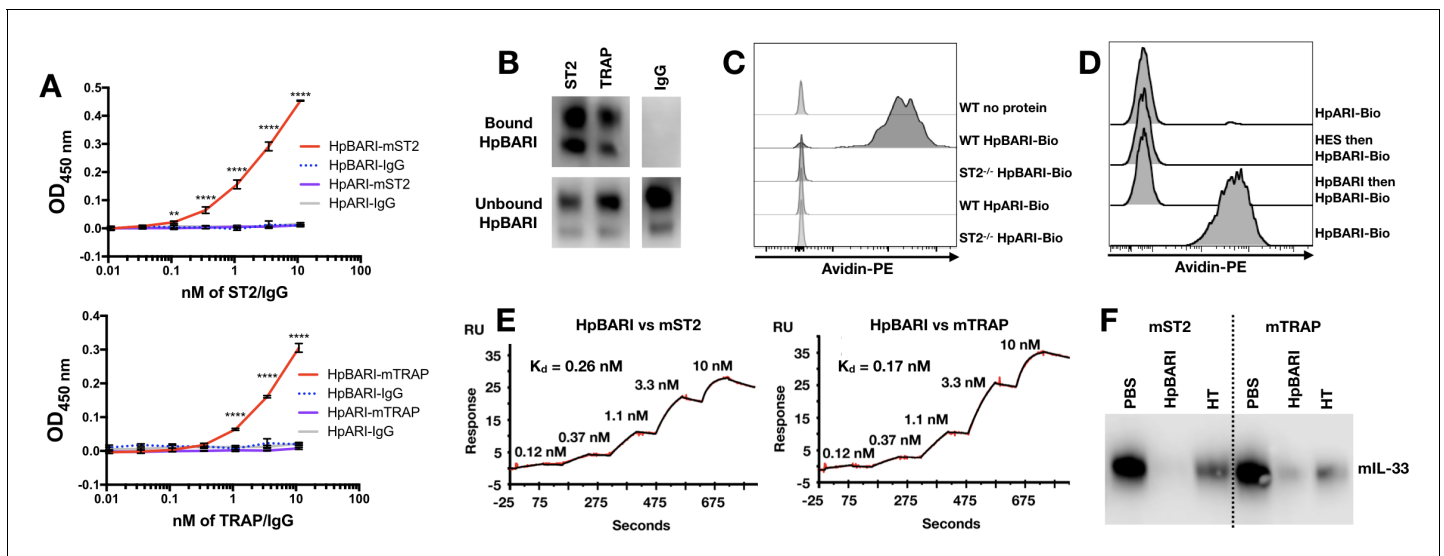 A
OD450 nm
0.5
0.4
0.3
0.2
0.1
0.0
-0.1
0.01
0.1
1
10
100
nM of ST2/IgG
**
****
****
****
****
HpBARI-mST2
HpBARI-IgG
HpARI-mST2
HpARI-IgG
OD450 nm
0.4
0.3
0.2
0.1
0.0
-0.1
0.01
0.1
1
10
100
nM of TRAP/IgG
****
****
****
HpBARI-mTRAP
HpBARI-IgG
HpARI-mTRAP
HpARI-IgG
B
ST2
TRAP
IgG
Bound
HpBARI
Unbound
HpBARI
C
WT no protein
WT HpBARI-Bio
ST2-/- HpBARI-Bio
WT HpARI-Bio
ST2-/- HpARI-Bio
Avidin-PE
D
HpARI-Bio
HES then
HpBARI-Bio
HpBARI then
HpBARI-Bio
HpBARI-Bio
Avidin-PE
E
RU
HpBARI vs mST2
Kd = 0.26 nM
Response
35
25
15
5
-5
0.12 nM
0.37 nM
1.1 nM
3.3 nM
10 nM
-25
75
275
475
675
Seconds
RU
HpBARI vs mTRAP
Kd = 0.17 nM
Response
35
25
15
5
-5
0.12 nM
0.37 nM
1.1 nM
3.3 nM
10 nM
-25
75
275
475
675
Seconds
F
mST2
mTRAP
PBS
HpBARI
HT
PBS
HpBARI
HT
mIL-33